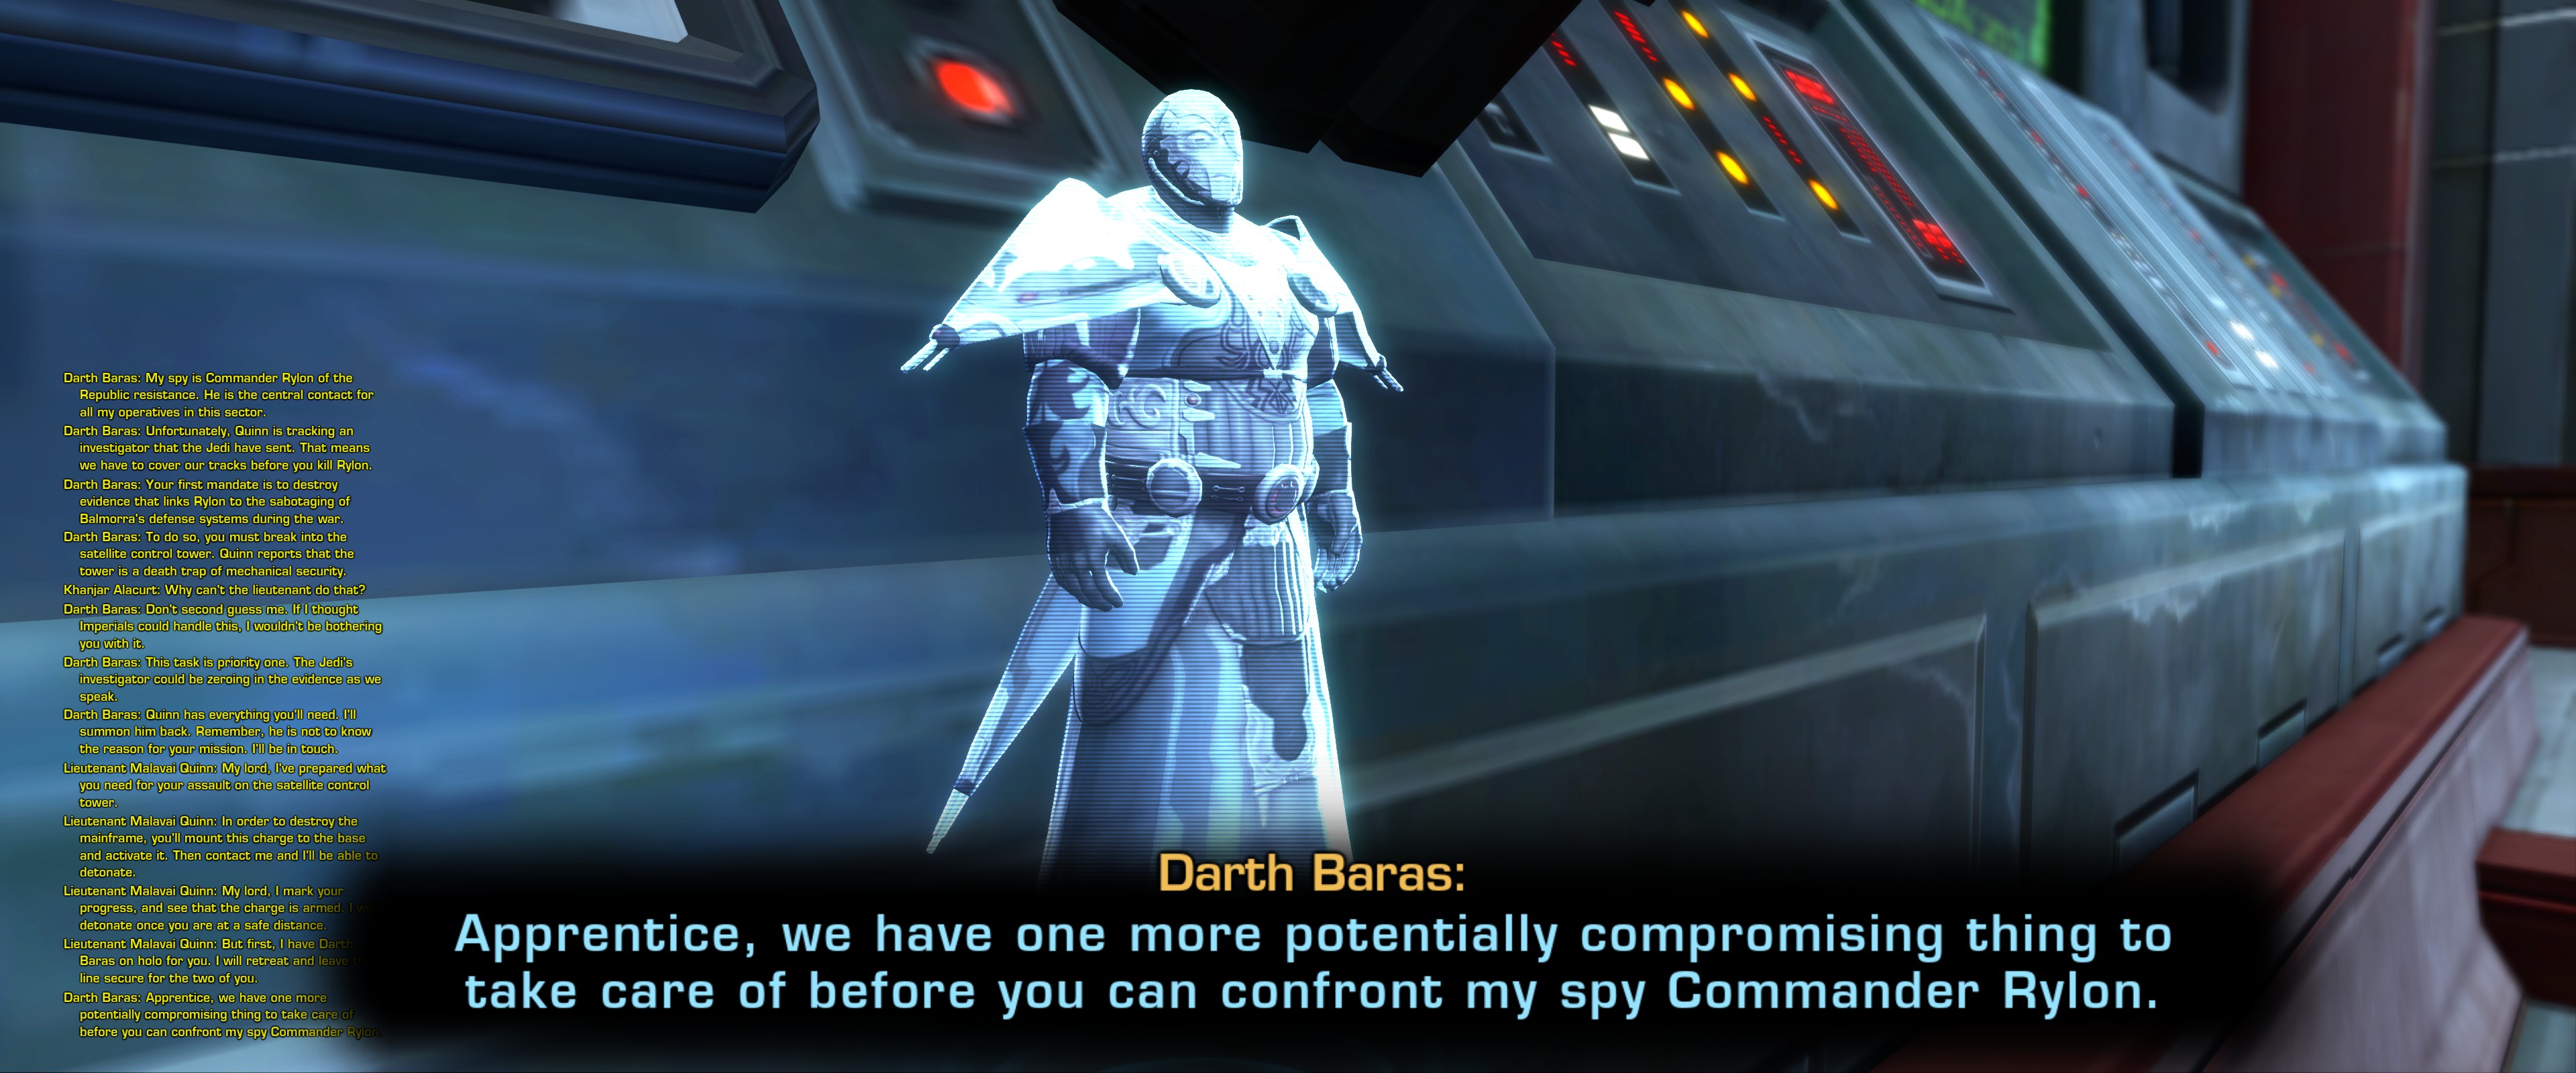 Darth Baras: My spy is Commander Rylon of the
Republic resistance. He is the central contact for
all my operatives in this sector.
Darth Baras: Unfortunately, Quinn is tracking an
investigator that the Jedi have sent. That means
we have to cover our tracks before you kill Rylon.
Darth Baras: Your first mandate is to destroy
evidence that links Rylon to the sabotaging of
Balmorra's defense systems during the war.
Darth Baras: To do so, you must break into the
satellite control tower. Quinn reports that the
tower is a death trap of mechanical security.
Khanjar Alacurt: Why can't the lieutenant do that?
Darth Baras: Don't second guess me. If I thought
Imperials could handle this, I wouldn't be bothering
you with it.
Darth Baras: This task is priority one. The Jedi's
investigator could be zeroing in the evidence as we
speak.
Darth Baras: Quinn has everything you'll need. I'll
summon him back. Remember, he is not to know
the reason for your mission. I'll be in touch.
Lieutenant Malavai Quinn: My lord, I've prepared what
you need for your assault on the satellite control
tower.
Lieutenant Malavai Quinn: In order to destroy the
mainframe, you'll mount this charge to the base
and activate it. Then contact me and I'll be able to
detonate.
Lieutenant Malavai Quinn: My lord, I mark your
progress, and see that the charge is armed. I
detonate once you are at a safe distance.
Lieutenant Malavai Quinn: But first, I have Darth
Baras on holo for you. I will retreat and leave
line secure for the two of you.
Darth Baras: Apprentice, we have one more
potentially compromising thing to take care of
before you can confront my spy Commander Rylon.
Darth Baras:
Apprentice, we have one more potentially compromising thing to
take care of before you can confront my spy Commander Rylon.